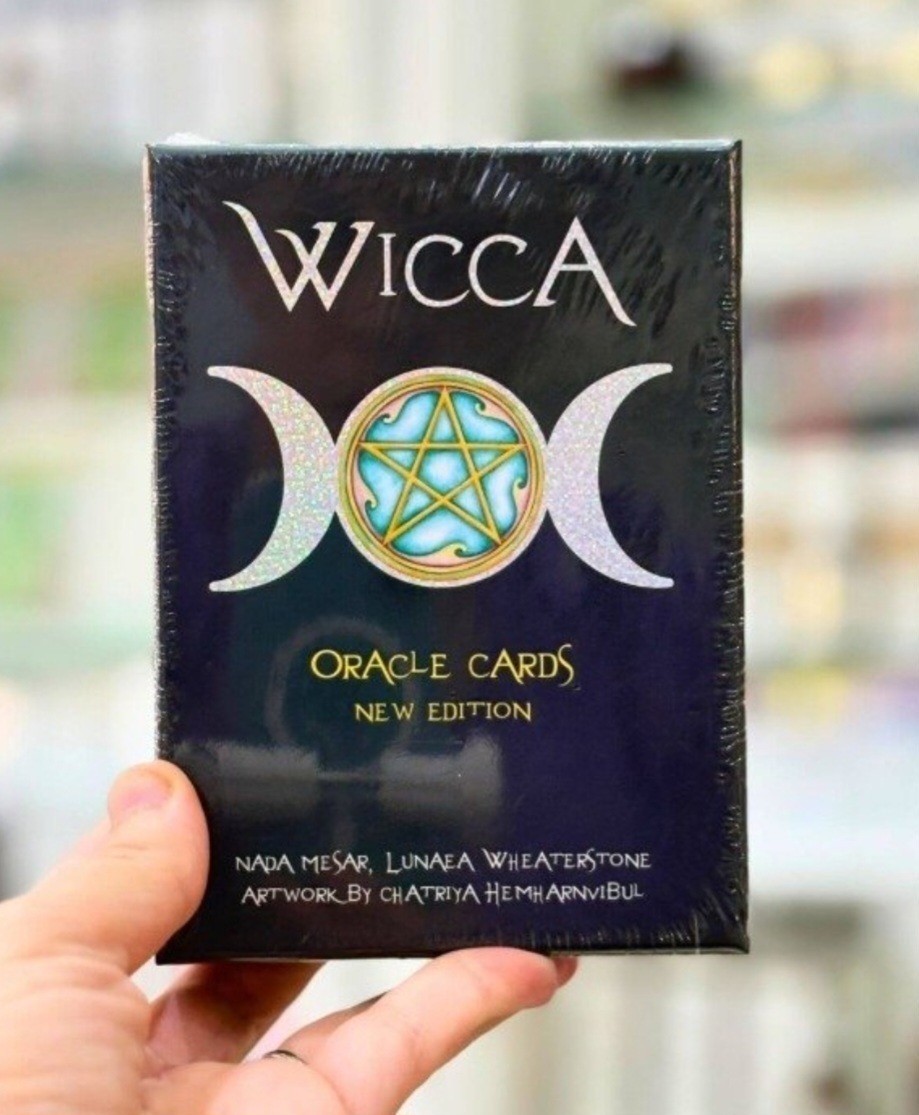 WICCA
ORACLE CARDS
NEW EDITION
NADA MESAR, LUNAEA WHEATERSTONE
ARTWORK BY CHATRIYA HEMHARNVIBUL